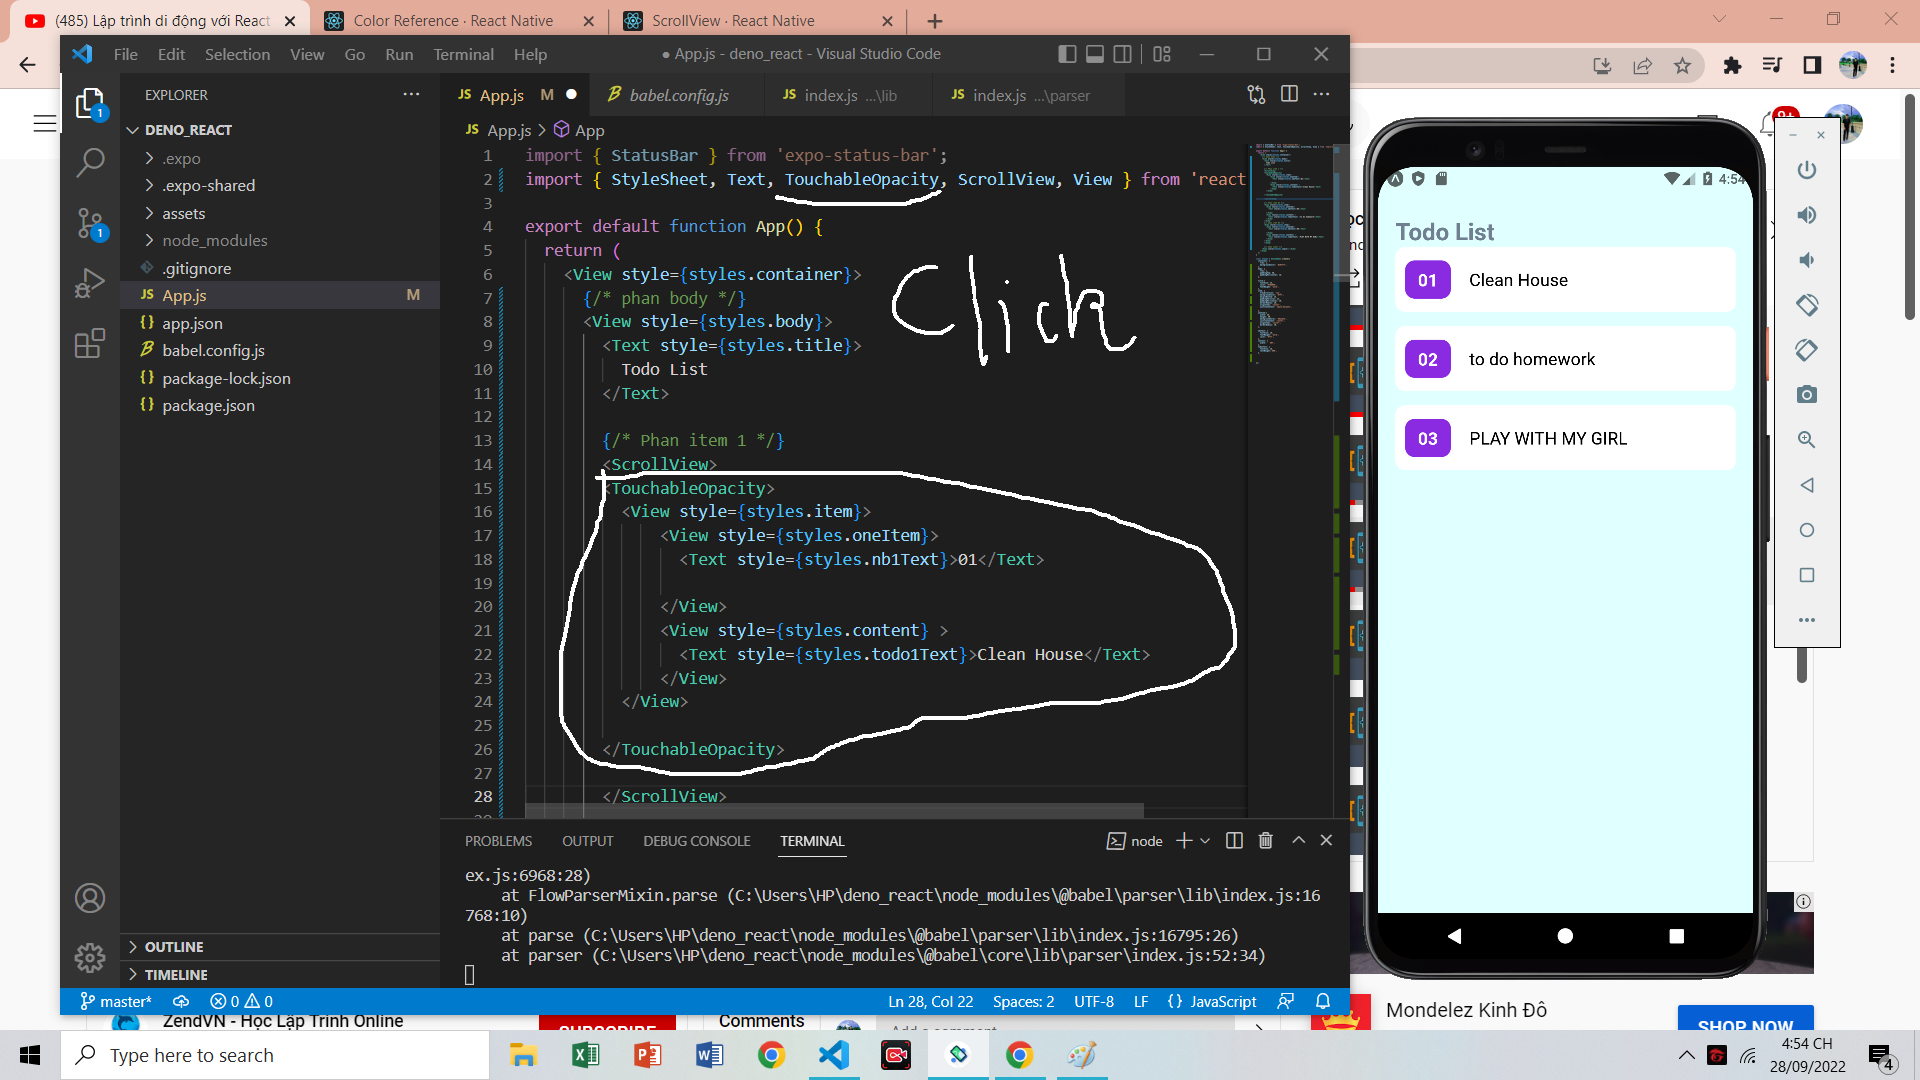 (485) Lập trình di động với React
Color Reference · React Native
ScrollView · React Native
File Edit Selection View Go Run Terminal Help
● App.js - deno_react - Visual Studio Code
EXPLORER
DENO_REACT
.expo
.expo-shared
assets
node_modules
.gitignore
JS App.js M
{} app.json
babel.config.js
{} package-lock.json
{} package.json
OUTLINE
TIMELINE
1
1
JS App.js M
babel.config.js
JS index.js ...\lib
JS index.js ...\parser
JS App.js > App
1 import { StatusBar } from 'expo-status-bar';
2 import { StyleSheet, Text, TouchableOpacity, ScrollView, View } from 'react
3
4 export default function App() {
5 return (
6 <View style={styles.container}>
7 {/* phan body */}
8 <View style={styles.body}>
9 <Text style={styles.title}>
10 Todo List
11 </Text>
12
13 {/* Phan item 1 */}
14 <ScrollView>
15 <TouchableOpacity>
16 <View style={styles.item}>
17 <View style={styles.oneItem}>
18 <Text style={styles.nb1Text}>01</Text>
19
20 </View>
21 <View style={styles.content} >
22 <Text style={styles.todo1Text}>Clean House</Text>
23 </View>
24 </View>
25
26 </TouchableOpacity>
27
28 </ScrollView>
Click
PROBLEMS OUTPUT DEBUG CONSOLE TERMINAL
node
ex.js:6968:28)
at FlowParserMixin.parse (C:\Users\HP\deno_react\node_modules\@babel\parser\lib\index.js:16
768:10)
at parse (C:\Users\HP\deno_react\node_modules\@babel\parser\lib\index.js:16795:26)
at parser (C:\Users\HP\deno_react\node_modules\@babel\core\lib\parser\index.js:52:34)
master* 0 0
Ln 28, Col 22 Spaces: 2 UTF-8 LF {} JavaScript
4:54
Todo List
01 Clean House
02 to do homework
03 PLAY WITH MY GIRL
ZendVN - Học Lập Trình Online
SUBSCRIBE
Comments
Mondelez Kinh Đô
SHOP NOW
Type here to search
4:54 CH
28/09/2022
4